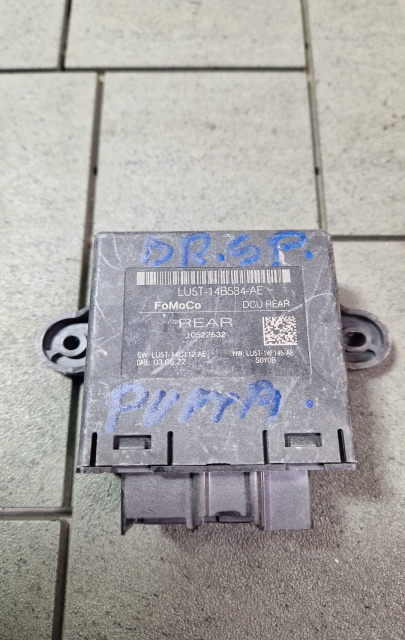 DR.SP.
LU5T-14B534-AE
FoMoCo DCU REAR
REAR
10522532
SW: LU5T-14C112-AE HW: LU5T-14F145-AE
DATE: 03.05.22 S0Y0B